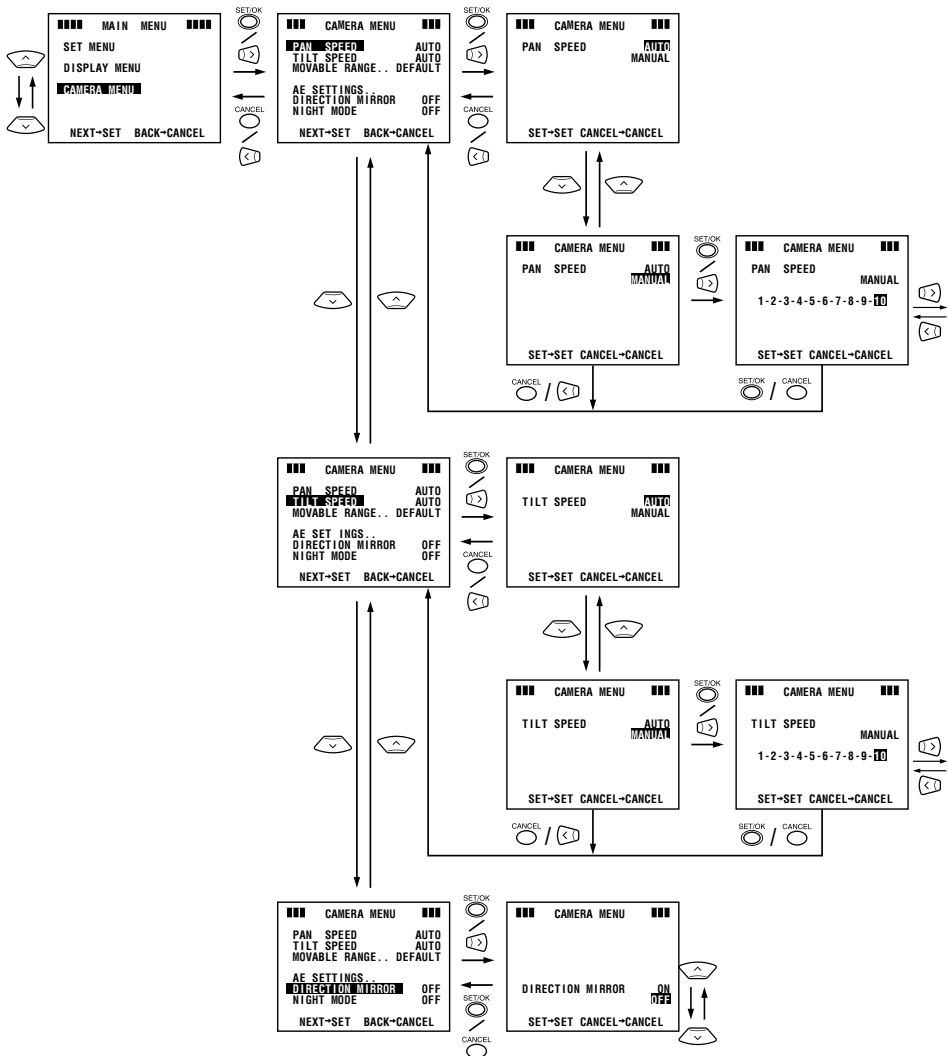 MAIN MENU
SET MENU
DISPLAY MENU
CAMERA MENU
NEXT→SET BACK→CANCEL
SET/OK
CANCEL
CAMERA MENU
PAN SPEED AUTO
TILT SPEED AUTO
MOVABLE RANGE.. DEFAULT
AE SETTINGS..
DIRECTION MIRROR OFF
NIGHT MODE OFF
NEXT→SET BACK→CANCEL
SET/OK
CANCEL
CAMERA MENU
PAN SPEED AUTO
MANUAL
SET→SET CANCEL→CANCEL
CAMERA MENU
PAN SPEED AUTO
MANUAL
SET→SET CANCEL→CANCEL
CANCEL /
SET/OK
CAMERA MENU
PAN SPEED
MANUAL
1-2-3-4-5-6-7-8-9-10
SET→SET CANCEL→CANCEL
SET/OK / CANCEL
CAMERA MENU
PAN SPEED AUTO
TILT SPEED AUTO
MOVABLE RANGE.. DEFAULT
AE SET INGS..
DIRECTION MIRROR OFF
NIGHT MODE OFF
NEXT→SET BACK→CANCEL
SET/OK
CANCEL
CAMERA MENU
TILT SPEED AUTO
MANUAL
SET→SET CANCEL→CANCEL
CAMERA MENU
TILT SPEED AUTO
MANUAL
SET→SET CANCEL→CANCEL
CANCEL /
SET/OK
CAMERA MENU
TILT SPEED
MANUAL
1-2-3-4-5-6-7-8-9-10
SET→SET CANCEL→CANCEL
SET/OK / CANCEL
CAMERA MENU
PAN SPEED AUTO
TILT SPEED AUTO
MOVABLE RANGE.. DEFAULT
AE SETTINGS..
DIRECTION MIRROR OFF
NIGHT MODE OFF
NEXT→SET BACK→CANCEL
SET/OK
SET/OK
CANCEL
CAMERA MENU
DIRECTION MIRROR ON
OFF
SET→SET CANCEL→CANCEL